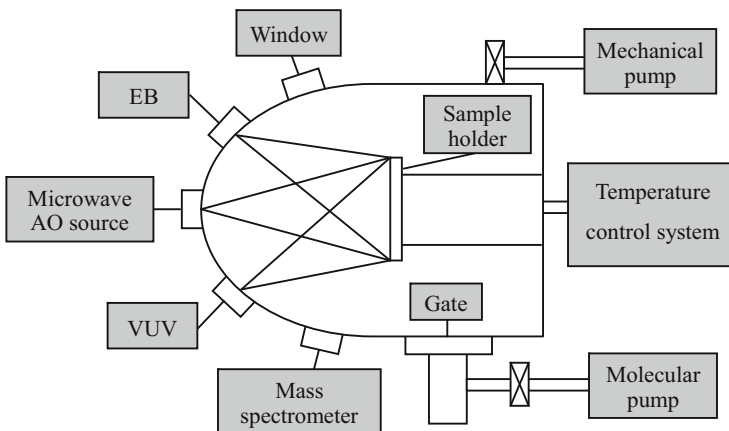 Window
Mechanical
pump
EB
Sample
holder
Microwave
AO source
Temperature
control system
VUV
Gate
Mass
spectrometer
Molecular
pump